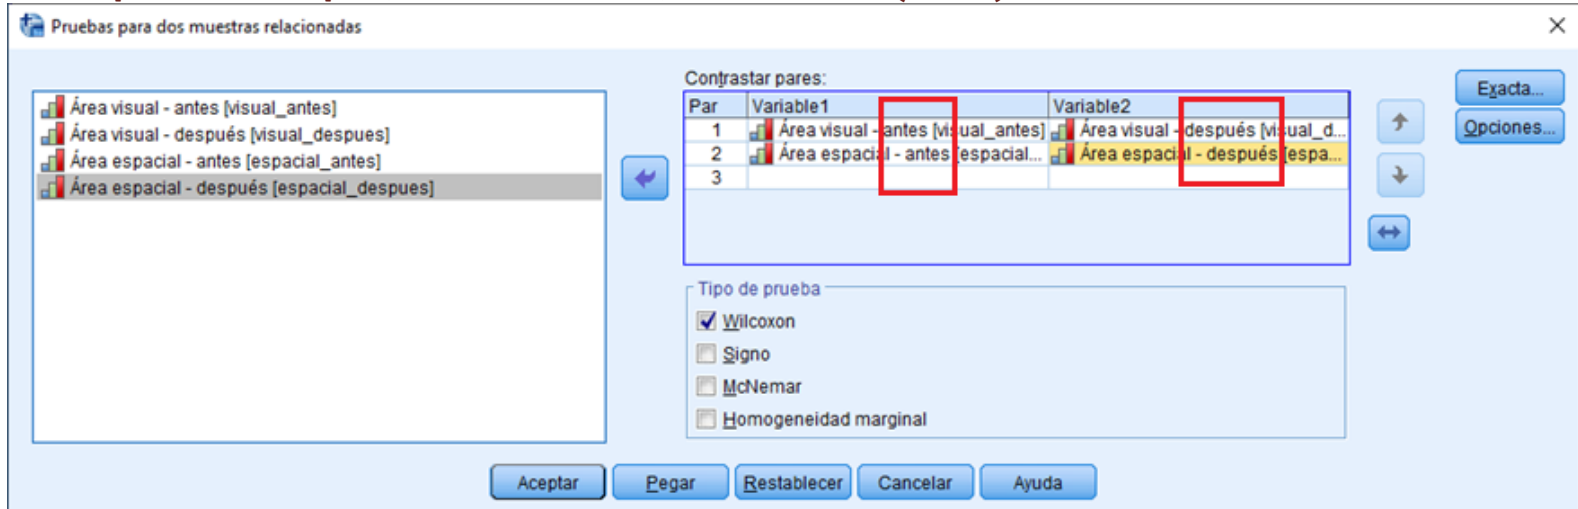 Pruebas para dos muestras relacionadas
Área visual - antes [visual_antes]
Área visual - después [visual_despues]
Área espacial - antes [espacial_antes]
Área espacial - después [espacial_despues]
Contrastar pares:
Par Variable1 Variable2
1 Área visual - antes [visual_antes] Área visual - después [visual_d...
2 Área espacial - antes [espacial... Área espacial - después [espa...
3
Exacta...
Opciones...
Tipo de prueba
Wilcoxon
Signo
McNemar
Homogeneidad marginal
Aceptar Pegar Restablecer Cancelar Ayuda